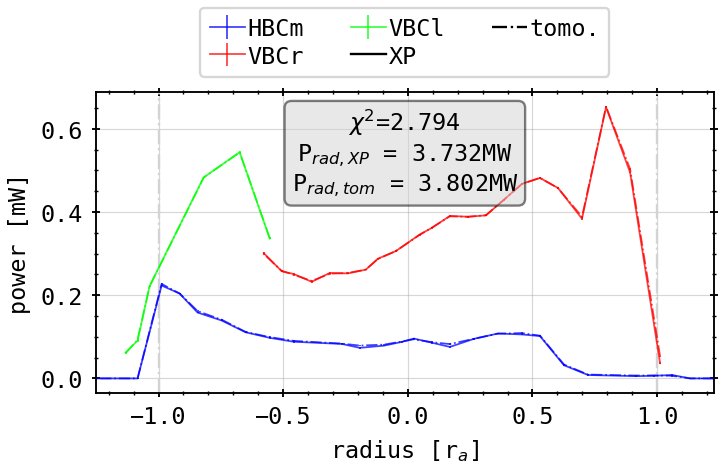 HBCm VBCl tomo.
VBCr XP
χ²=2.794
P_rad,XP = 3.732MW
P_rad,tom = 3.802MW
0.6
0.4
0.2
0.0
power [mW]
−1.0 −0.5 0.0 0.5 1.0
radius [r_a]